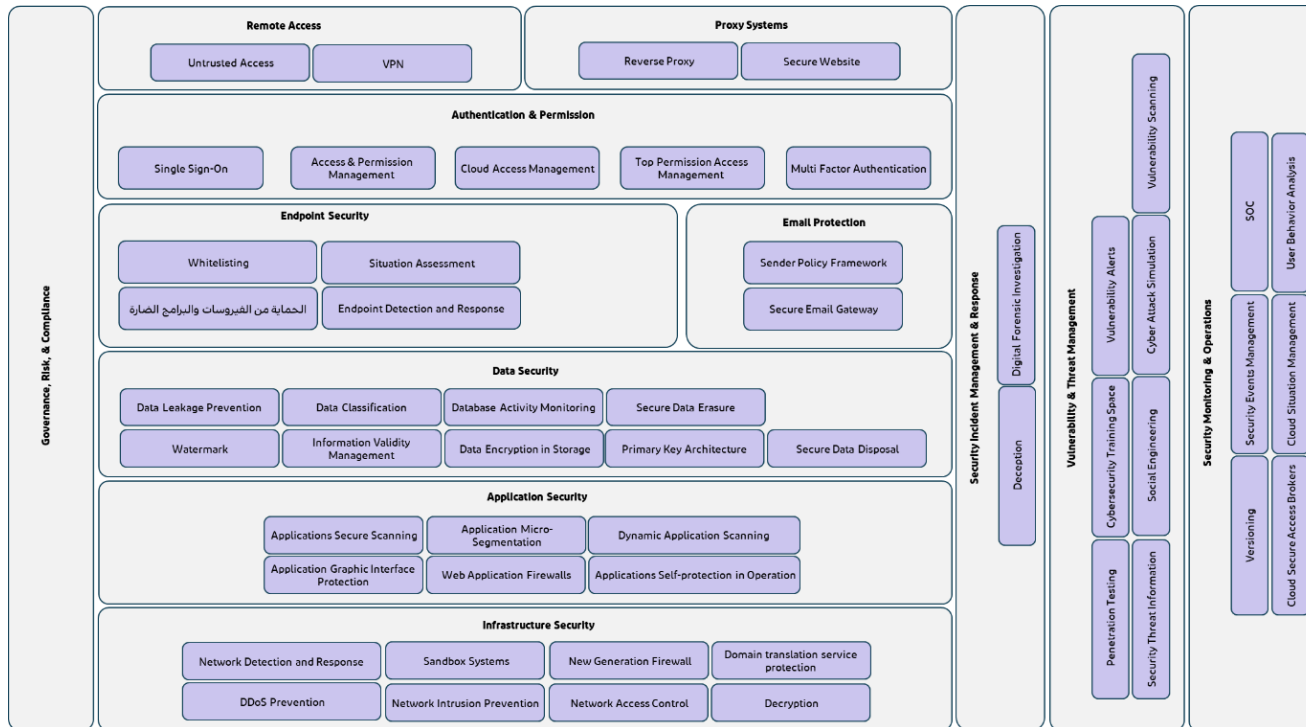 Governance, Risk, & Compliance
Remote Access
Untrusted Access
VPN
Proxy Systems
Reverse Proxy
Secure Website
Authentication & Permission
Single Sign-On
Access & Permission
Management
Cloud Access Management
Top Permission Access
Management
Multi Factor Authentication
Endpoint Security
Whitelisting
Situation Assessment
الحماية من الفيروسات والبرامج الضارة
Endpoint Detection and Response
Email Protection
Sender Policy Framework
Secure Email Gateway
Data Security
Data Leakage Prevention
Data Classification
Database Activity Monitoring
Secure Data Erasure
Watermark
Information Validity
Management
Data Encryption in Storage
Primary Key Architecture
Secure Data Disposal
Application Security
Applications Secure Scanning
Application Micro-
Segmentation
Dynamic Application Scanning
Application Graphic Interface
Protection
Web Application Firewalls
Applications Self-protection in Operation
Infrastructure Security
Network Detection and Response
Sandbox Systems
New Generation Firewall
Domain translation service
protection
DDoS Prevention
Network Intrusion Prevention
Network Access Control
Decryption
Security Incident Management & Response
Digital Forensic Investigation
Deception
Vulnerability & Threat Management
Vulnerability Alerts
Cybersecurity Training Space
Penetration Testing
Vulnerability Scanning
Cyber Attack Simulation
Social Engineering
Security Threat Information
Security Monitoring & Operations
SOC
Security Events Management
Versioning
User Behavior Analysis
Cloud Situation Management
Cloud Secure Access Brokers